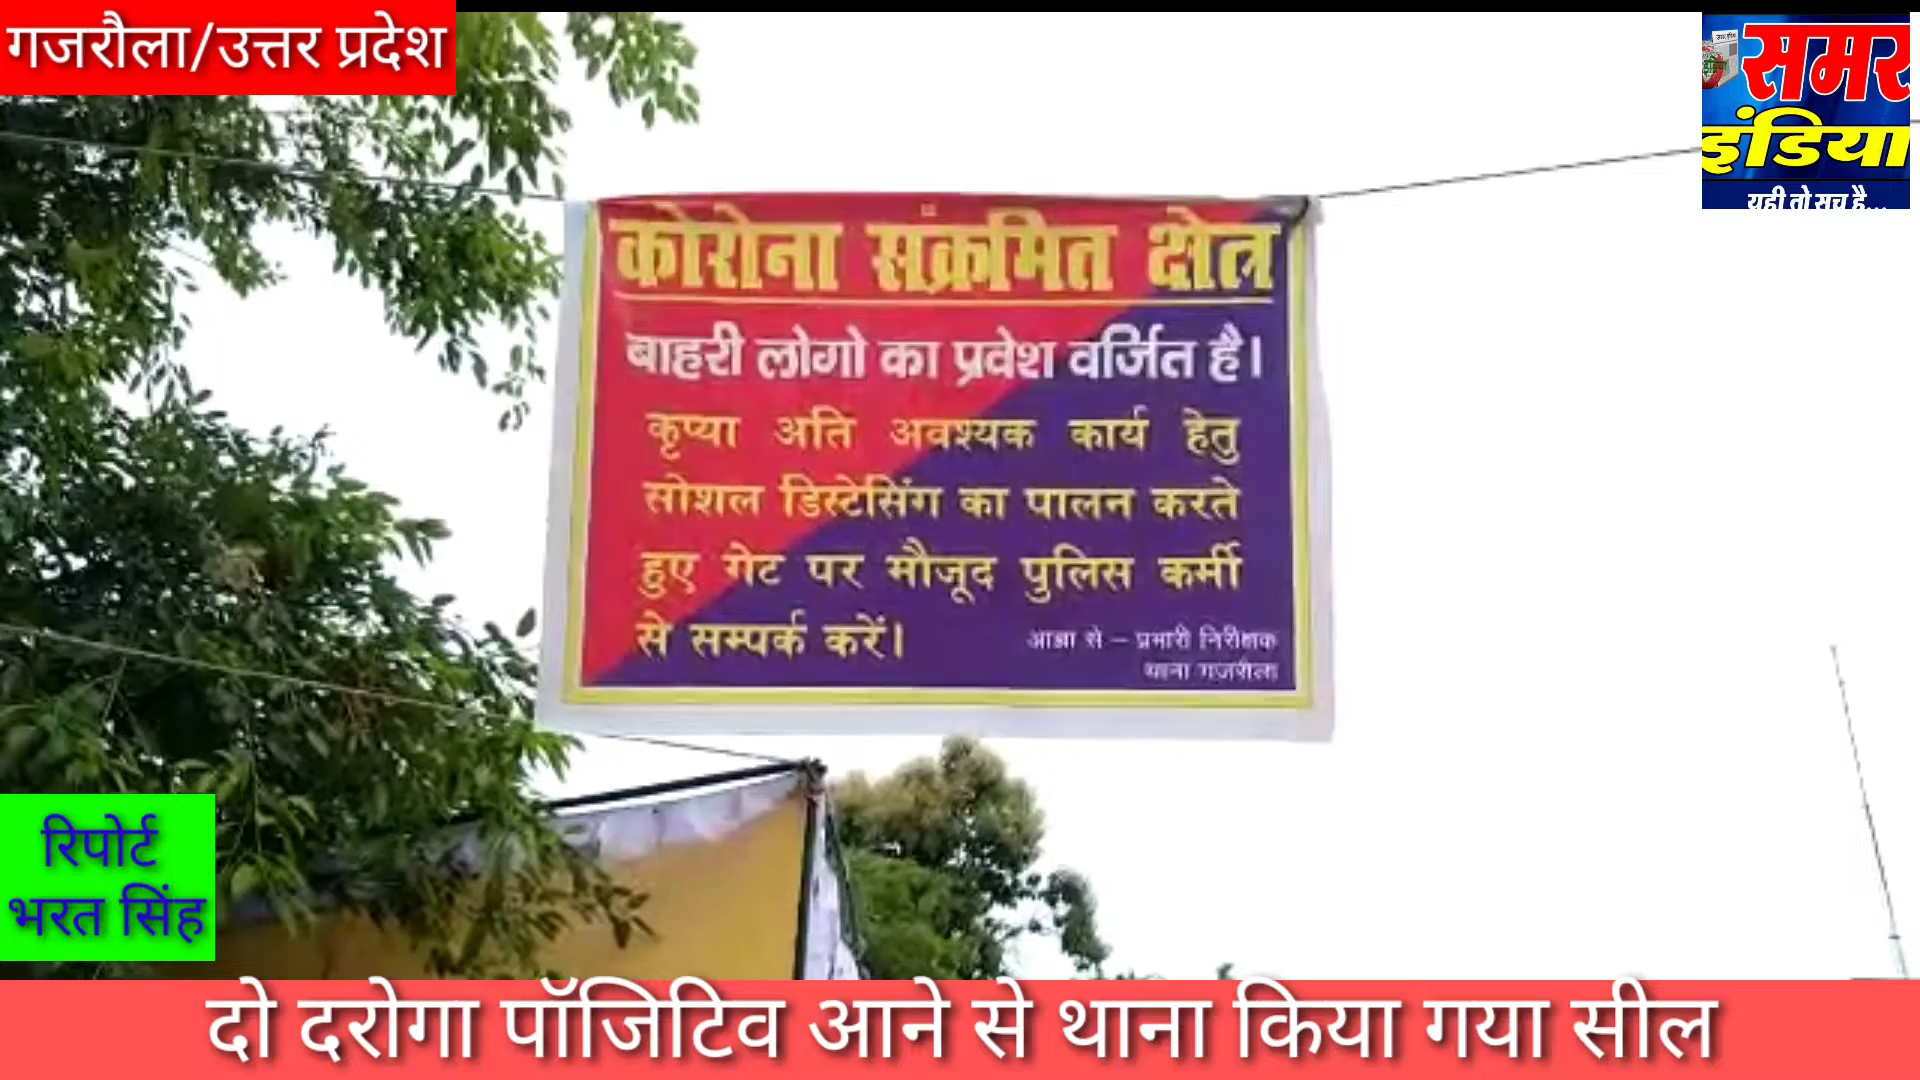 गजरौला/उत्तर प्रदेश
समर
इंडिया
यही तो सच है...
कोरोना संक्रमित क्षेत्र
बाहरी लोगो का प्रवेश वर्जित है।
कृप्या अति अवश्यक कार्य हेतु
सोशल डिस्टेसिंग का पालन करते
हुए गेट पर मौजूद पुलिस कर्मी
से सम्पर्क करें।
आज्ञा से – प्रभारी निरीक्षक
थाना गजरौला
रिपोर्ट
भरत सिंह
दो दरोगा पॉजिटिव आने से थाना किया गया सील